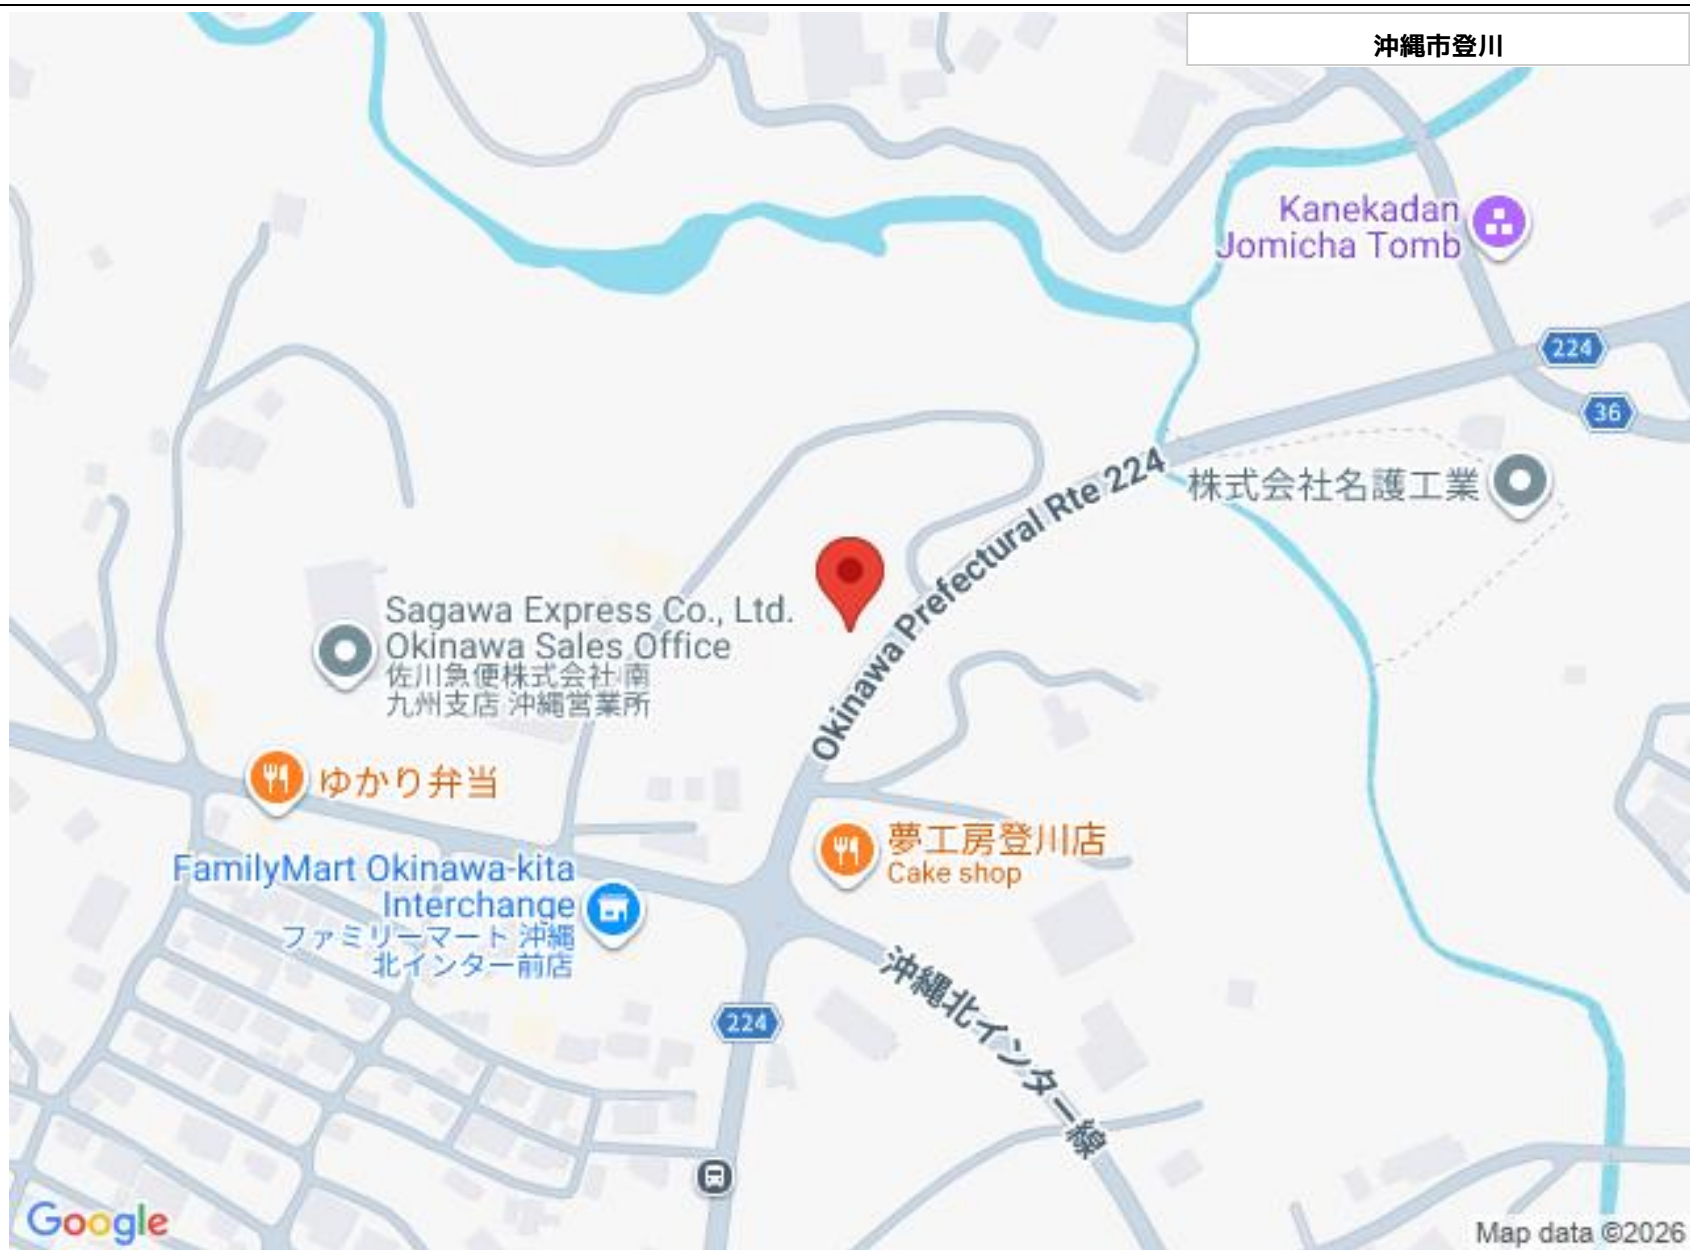 沖縄市登川
Kanekadan
Jomicha Tomb
224
36
Okinawa Prefectural Rte 224
株式会社名護工業
Sagawa Express Co., Ltd.
Okinawa Sales Office
佐川急便株式会社 南
九州支店 沖縄営業所
ゆかり弁当
夢工房登川店
Cake shop
FamilyMart Okinawa-kita
Interchange
ファミリーマート 沖縄
北インター前店
沖縄北インター線
224
Google
Map data ©2026